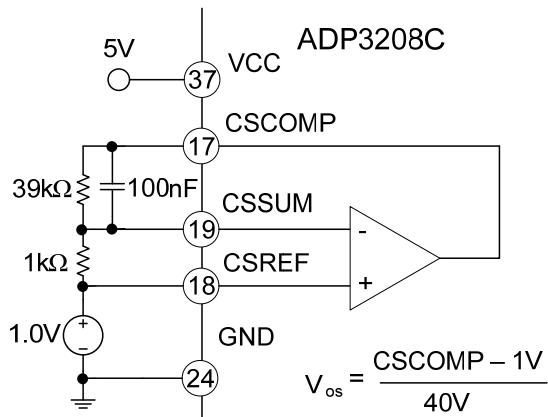 ADP3208C
5V
VCC
37
CSCOMP
17
39kΩ
100nF
CSSUM
19
-
1kΩ
CSREF
18
+
1.0V
+
−
GND
24
Vos = CSCOMP – 1V
40V